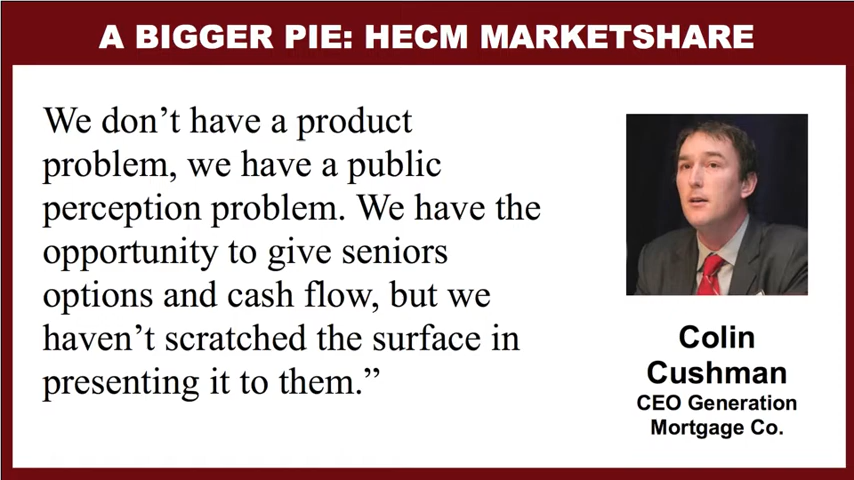 A BIGGER PIE: HECM MARKETSHARE
We don’t have a product
problem, we have a public
perception problem. We have the
opportunity to give seniors
options and cash flow, but we
haven’t scratched the surface in
presenting it to them.”
Colin
Cushman
CEO Generation
Mortgage Co.